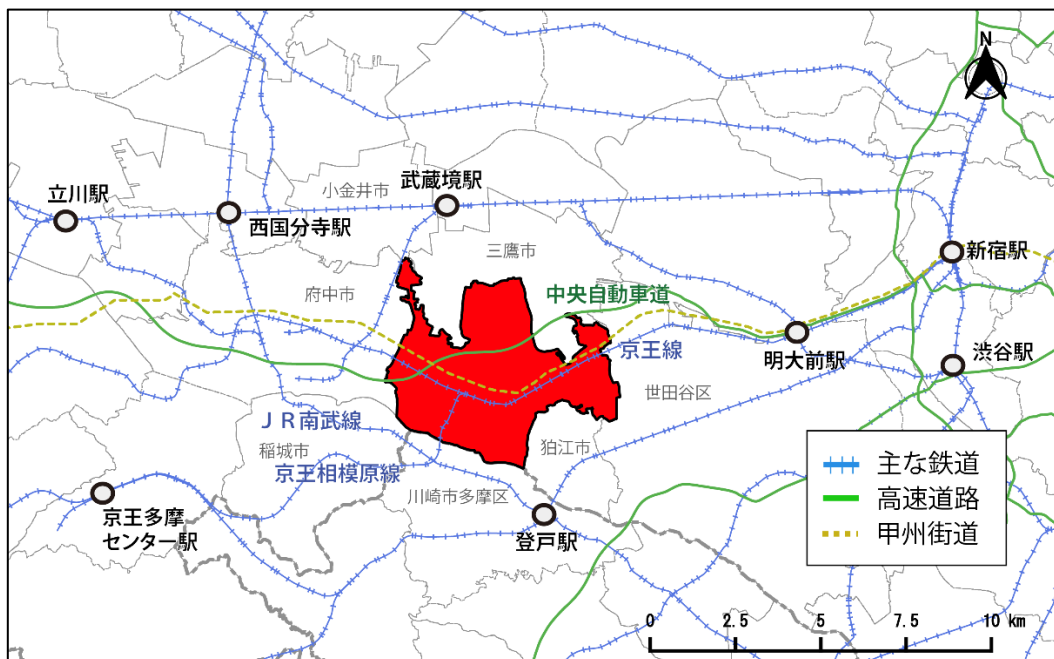 N
小金井市
武蔵境駅
立川駅
西国分寺駅
三鷹市
新宿駅
府中市
中央自動車道
京王線
明大前駅
渋谷駅
世田谷区
ＪＲ南武線
稲城市
狛江市
京王相模原線
川崎市多摩区
京王多摩
センター駅
登戸駅
主な鉄道
高速道路
甲州街道
0 2.5 5 7.5 10 km